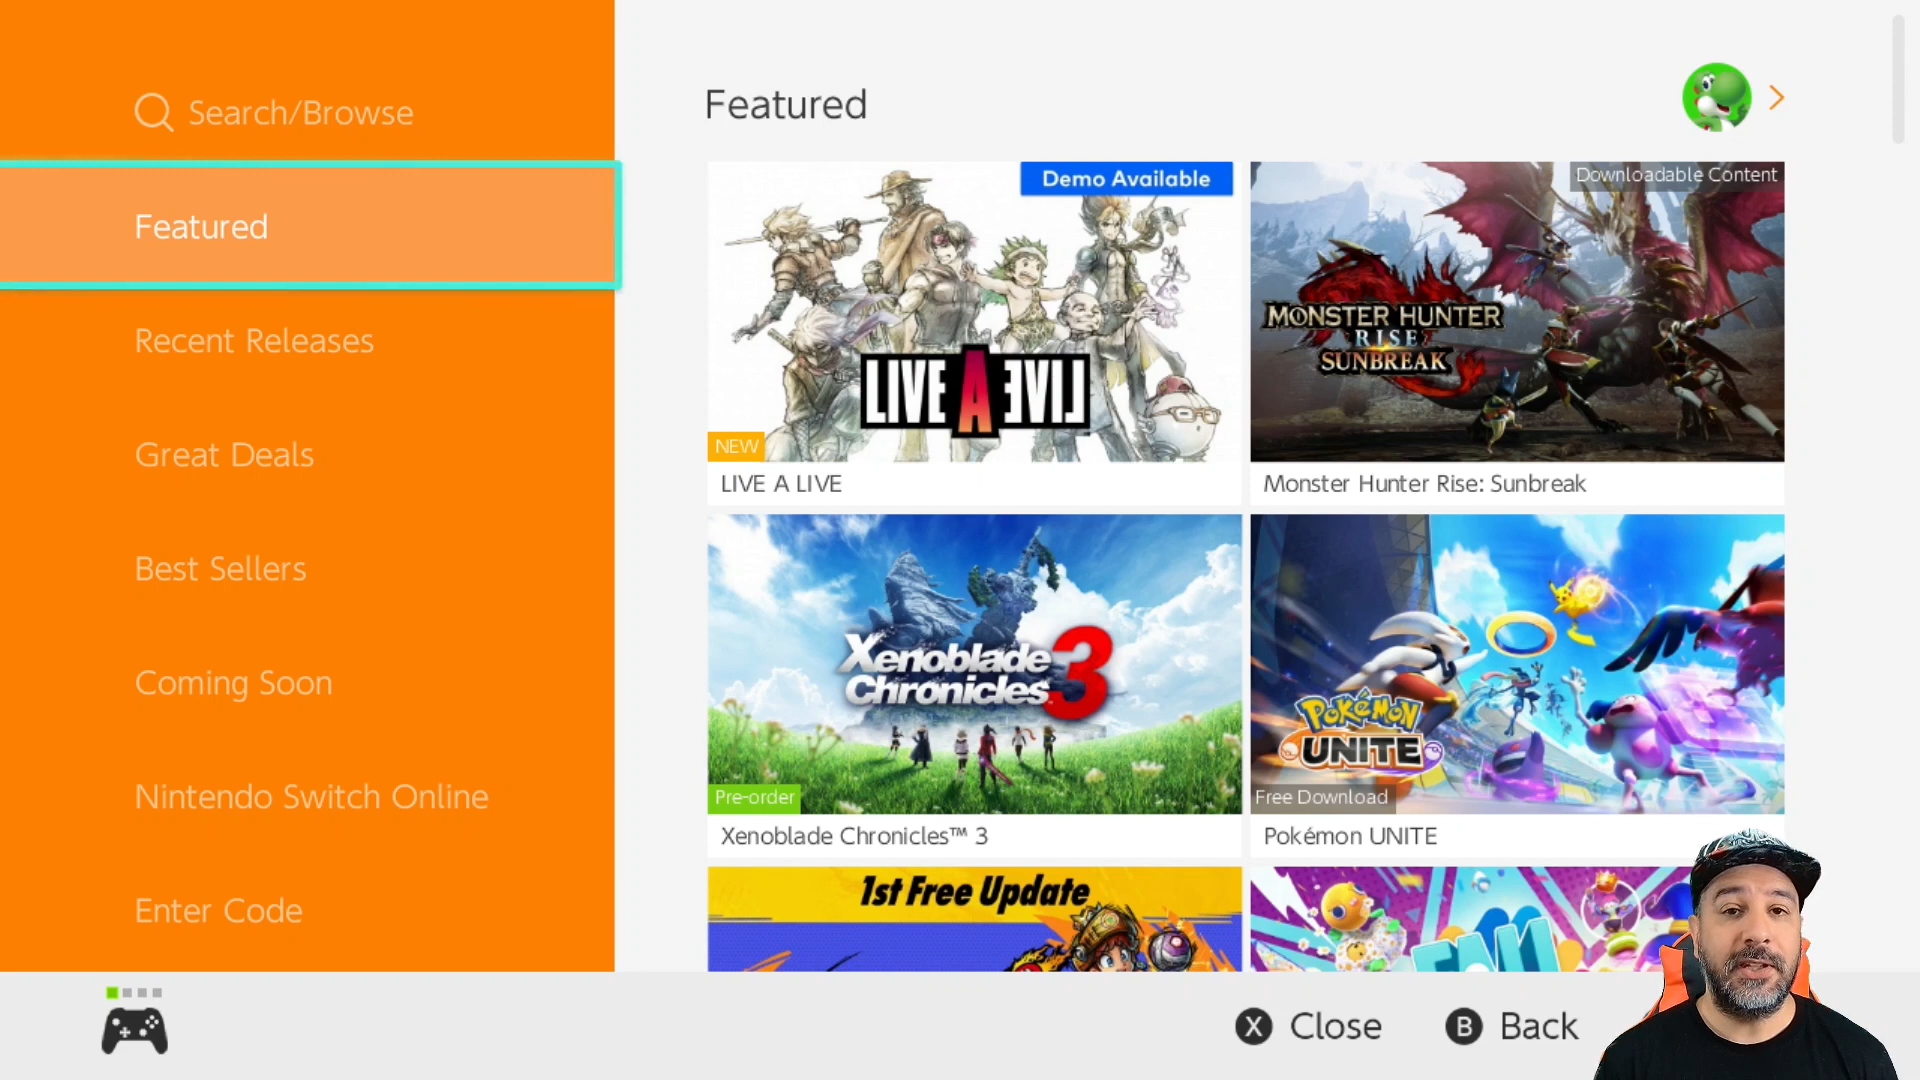 Search/Browse
Featured
Recent Releases
Great Deals
Best Sellers
Coming Soon
Nintendo Switch Online
Enter Code
Featured
Demo Available
LIVE A EVIL
NEW
LIVE A LIVE
Downloadable Content
MONSTER HUNTER
RISE
SUNBREAK
Monster Hunter Rise: Sunbreak
Xenoblade
Chronicles 3
Pre-order
Xenoblade Chronicles™ 3
POKÉMON
UNITE
Free Download
Pokémon UNITE
1st Free Update
FALL
X Close
B Back